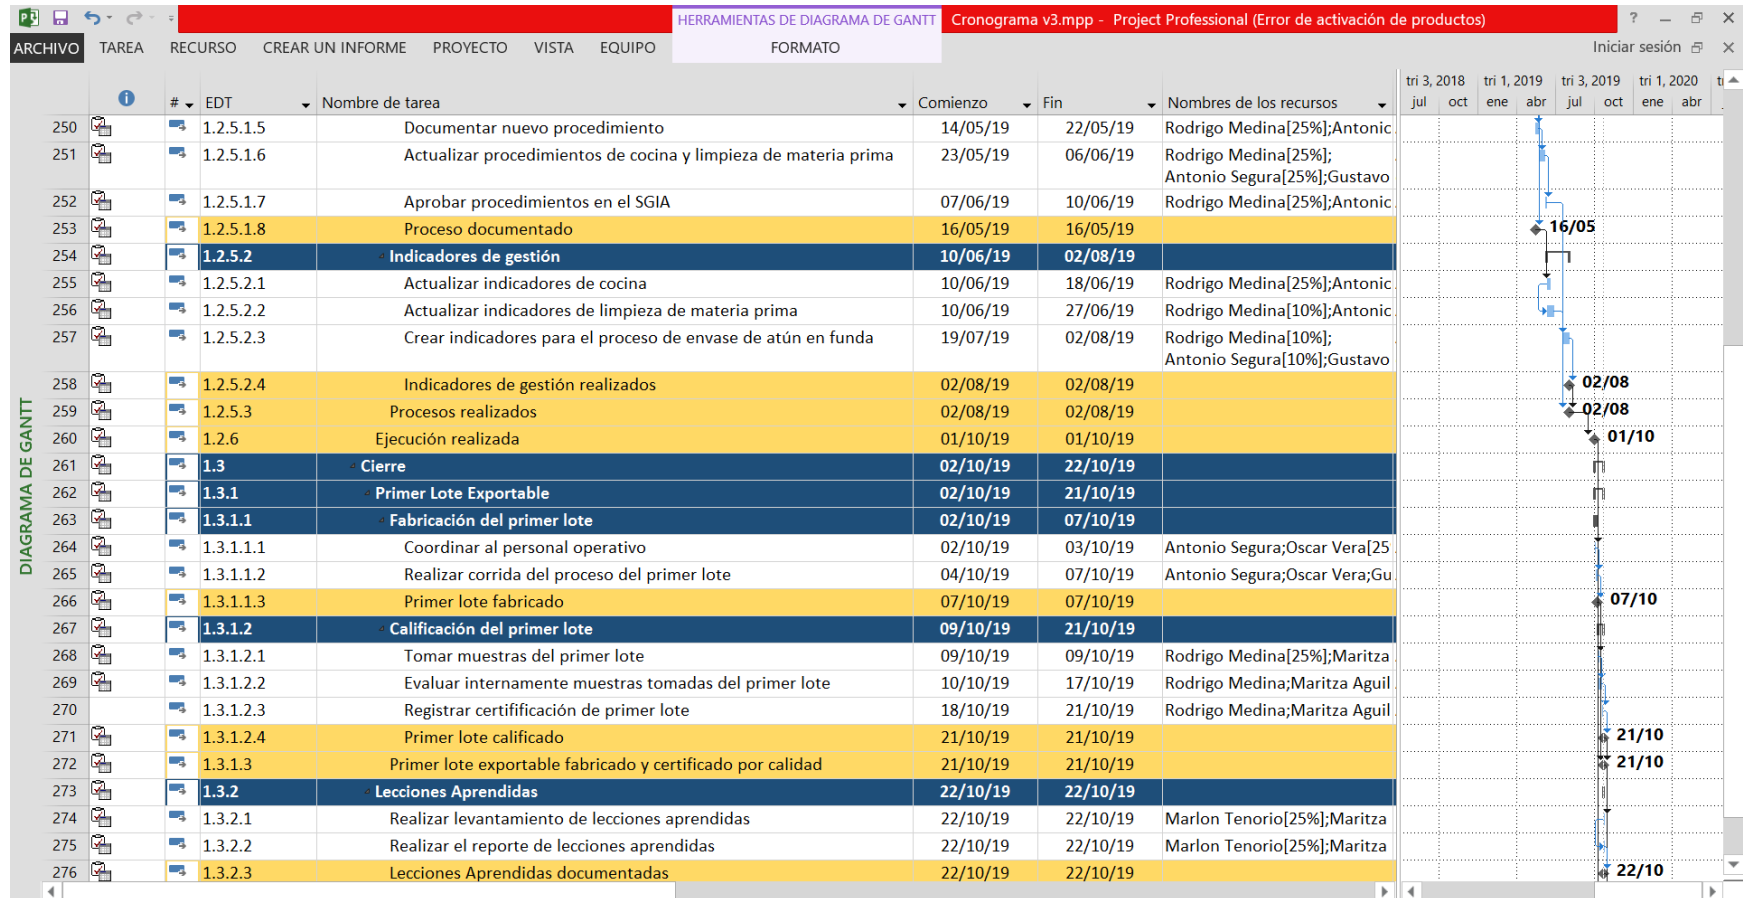 HERRAMIENTAS DE DIAGRAMA DE GANTT Cronograma v3.mpp - Project Professional (Error de activación de productos) ?
ARCHIVO TAREA RECURSO CREAR UN INFORME PROYECTO VISTA EQUIPO FORMATO Iniciar sesión
tri 3, 2018 tri 1, 2019 tri 3, 2019 tri 1, 2020
# EDT Nombre de tarea Comienzo Fin Nombres de los recursos jul oct ene abr jul oct ene abr
250 1.2.5.1.5 Documentar nuevo procedimiento 14/05/19 22/05/19 Rodrigo Medina[25%];Antonic
251 1.2.5.1.6 Actualizar procedimientos de cocina y limpieza de materia prima 23/05/19 06/06/19 Rodrigo Medina[25%];
Antonio Segura[25%];Gustavo
252 1.2.5.1.7 Aprobar procedimientos en el SGIA 07/06/19 10/06/19 Rodrigo Medina[25%];Antonic
253 1.2.5.1.8 Proceso documentado 16/05/19 16/05/19 16/05
254 1.2.5.2 Indicadores de gestión 10/06/19 02/08/19
255 1.2.5.2.1 Actualizar indicadores de cocina 10/06/19 18/06/19 Rodrigo Medina[25%];Antonic
256 1.2.5.2.2 Actualizar indicadores de limpieza de materia prima 10/06/19 27/06/19 Rodrigo Medina[10%];Antonic
257 1.2.5.2.3 Crear indicadores para el proceso de envase de atún en funda 19/07/19 02/08/19 Rodrigo Medina[10%];
Antonio Segura[10%];Gustavo
258 1.2.5.2.4 Indicadores de gestión realizados 02/08/19 02/08/19 02/08
259 1.2.5.3 Procesos realizados 02/08/19 02/08/19 02/08
260 1.2.6 Ejecución realizada 01/10/19 01/10/19 01/10
261 1.3 Cierre 02/10/19 22/10/19
262 1.3.1 Primer Lote Exportable 02/10/19 21/10/19
263 1.3.1.1 Fabricación del primer lote 02/10/19 07/10/19
264 1.3.1.1.1 Coordinar al personal operativo 02/10/19 03/10/19 Antonio Segura;Oscar Vera[25
265 1.3.1.1.2 Realizar corrida del proceso del primer lote 04/10/19 07/10/19 Antonio Segura;Oscar Vera;Gu
266 1.3.1.1.3 Primer lote fabricado 07/10/19 07/10/19 07/10
267 1.3.1.2 Calificación del primer lote 09/10/19 21/10/19
268 1.3.1.2.1 Tomar muestras del primer lote 09/10/19 09/10/19 Rodrigo Medina[25%];Maritza
269 1.3.1.2.2 Evaluar internamente muestras tomadas del primer lote 10/10/19 17/10/19 Rodrigo Medina;Maritza Aguil
270 1.3.1.2.3 Registrar certifificación de primer lote 18/10/19 21/10/19 Rodrigo Medina;Maritza Aguil
271 1.3.1.2.4 Primer lote calificado 21/10/19 21/10/19 21/10
272 1.3.1.3 Primer lote exportable fabricado y certificado por calidad 21/10/19 21/10/19 21/10
273 1.3.2 Lecciones Aprendidas 22/10/19 22/10/19
274 1.3.2.1 Realizar levantamiento de lecciones aprendidas 22/10/19 22/10/19 Marlon Tenorio[25%];Maritza
275 1.3.2.2 Realizar el reporte de lecciones aprendidas 22/10/19 22/10/19 Marlon Tenorio[25%];Maritza
276 1.3.2.3 Lecciones Aprendidas documentadas 22/10/19 22/10/19 22/10
DIAGRAMA DE GANTT